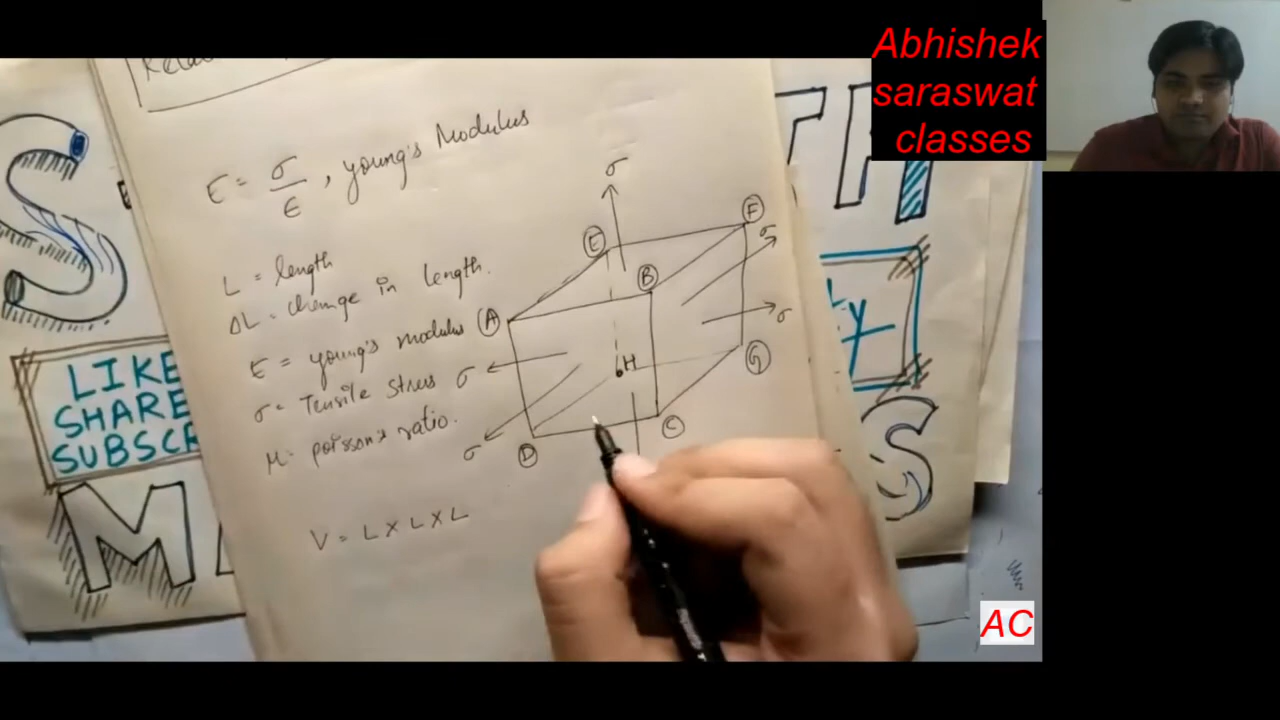 Abhishek
saraswat
classes
E = σ/ϵ, young's Modulus
L = length
ΔL = change in length.
E = young's modulus
σ = Tensile stress
μ = poisson's ratio.
V = L X L X L
σ
E
F
σ
B
A
σ
H
G
σ
σ
D
C
S
LIKE
SHARE
SUBSC
M
S
AC